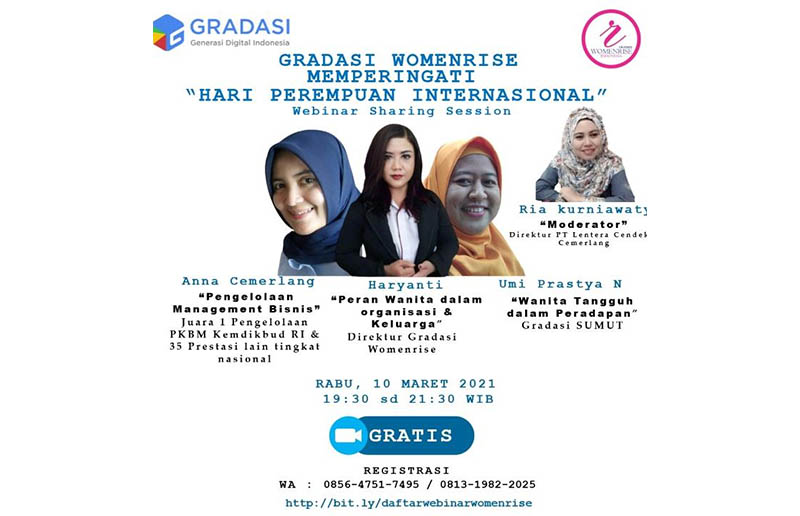 GRADASI
Generasi Digital Indonesia
WOMENRISE
GRADASI WOMENRISE
MEMPERINGATI
“HARI PEREMPUAN INTERNASIONAL”
Webinar Sharing Session
Ria kurniawaty
“Moderator”
Direktur PT Lentera Cendek
Cemerlang
Anna Cemerlang
“Pengelolaan
Management Bisnis”
Juara 1 Pengelolaan
PKBM Kemdikbud RI &
35 Prestasi lain tingkat
nasional
Haryanti
“Peran Wanita dalam
organisasi &
Keluarga”
Direktur Gradasi
Womenrise
Umi Prastya N
“Wanita Tangguh
dalam Peradapan”
Gradasi SUMUT
RABU, 10 MARET 2021
19:30 sd 21:30 WIB
GRATIS
REGISTRASI
WA : 0856-4751-7495 / 0813-1982-2025
http://bit.ly/daftarwebinarwomenrise